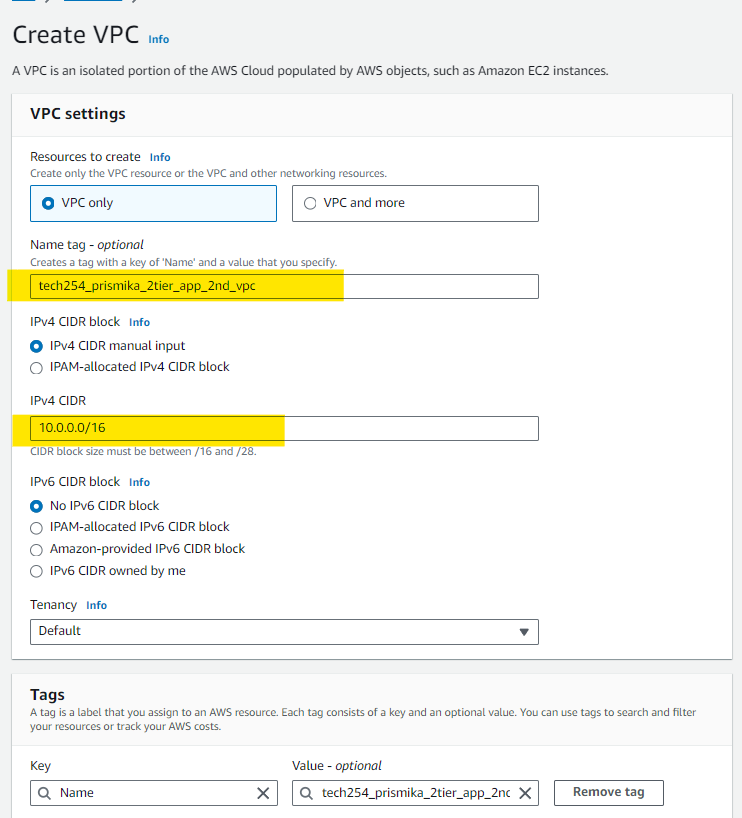 Create VPC Info
A VPC is an isolated portion of the AWS Cloud populated by AWS objects, such as Amazon EC2 instances.
VPC settings
Resources to create Info
Create only the VPC resource or the VPC and other networking resources.
VPC only
VPC and more
Name tag - optional
Creates a tag with a key of 'Name' and a value that you specify.
tech254_prismika_2tier_app_2nd_vpc
IPv4 CIDR block Info
IPv4 CIDR manual input
IPAM-allocated IPv4 CIDR block
IPv4 CIDR
10.0.0.0/16
CIDR block size must be between /16 and /28.
IPv6 CIDR block Info
No IPv6 CIDR block
IPAM-allocated IPv6 CIDR block
Amazon-provided IPv6 CIDR block
IPv6 CIDR owned by me
Tenancy Info
Default
Tags
A tag is a label that you assign to an AWS resource. Each tag consists of a key and an optional value. You can use tags to search and filter
your resources or track your AWS costs.
Key
Value - optional
Name
tech254_prismika_2tier_app_2nd
Remove tag